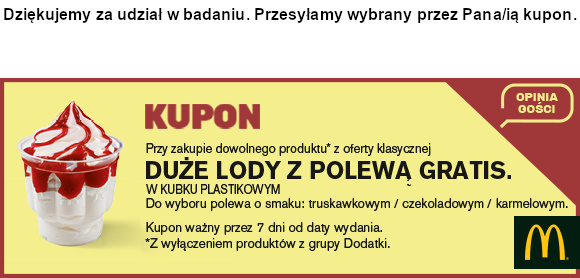 Dziękujemy za udział w badaniu. Przesyłamy wybrany przez Pana/ią kupon.
OPINIA
GOŚCI
KUPON
Przy zakupie dowolnego produktu* z oferty klasycznej
DUŻE LODY Z POLEWĄ GRATIS.
W KUBKU PLASTIKOWYM
Do wyboru polewa o smaku: truskawkowym / czekoladowym / karmelowym.
Kupon ważny przez 7 dni od daty wydania.
*Z wyłączeniem produktów z grupy Dodatki.